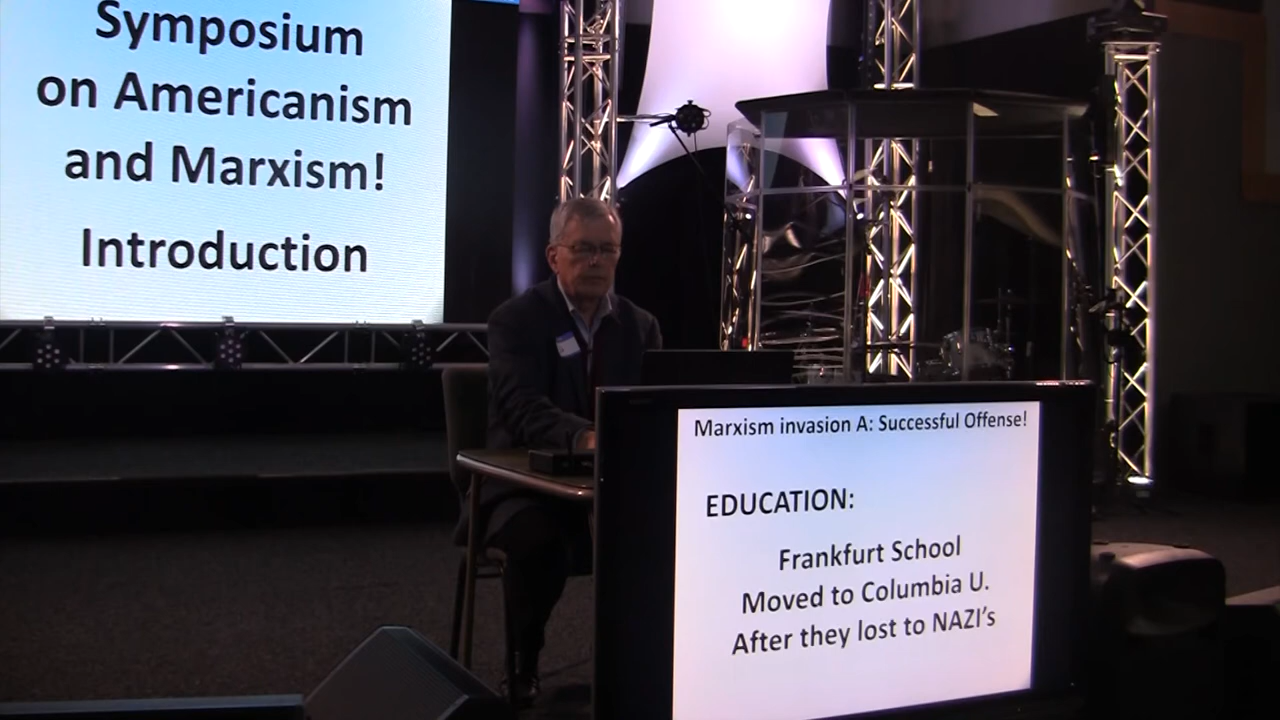 Symposium
on Americanism
and Marxism!
Introduction
Marxism invasion A: Successful Offense!
EDUCATION:
Frankfurt School
Moved to Columbia U.
After they lost to NAZI's